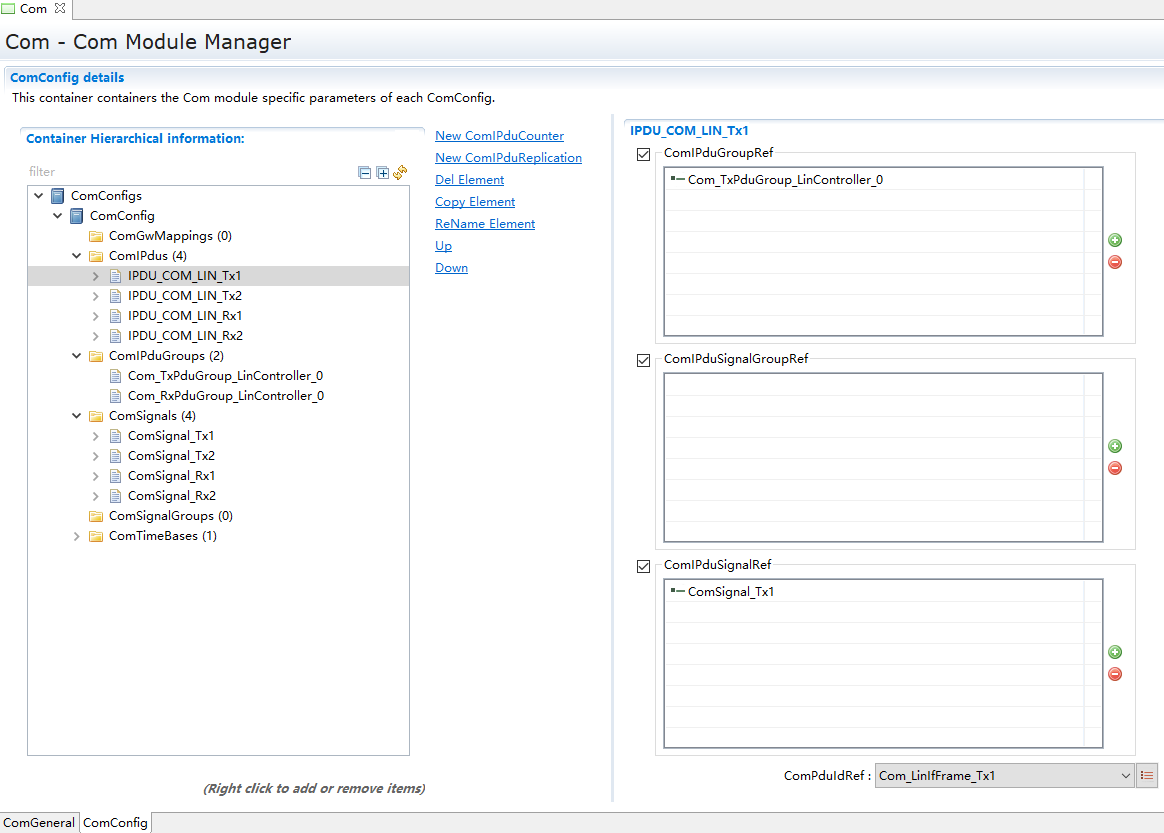 Com
Com - Com Module Manager
ComConfig details
This container containers the Com module specific parameters of each ComConfig.
Container Hierarchical information:
filter
ComConfigs
ComConfig
ComGwMappings (0)
ComIPdus (4)
IPDU_COM_LIN_Tx1
IPDU_COM_LIN_Tx2
IPDU_COM_LIN_Rx1
IPDU_COM_LIN_Rx2
ComIPduGroups (2)
Com_TxPduGroup_LinController_0
Com_RxPduGroup_LinController_0
ComSignals (4)
ComSignal_Tx1
ComSignal_Tx2
ComSignal_Rx1
ComSignal_Rx2
ComSignalGroups (0)
ComTimeBases (1)
(Right click to add or remove items)
New ComIPduCounter
New ComIPduReplication
Del Element
Copy Element
ReName Element
Up
Down
IPDU_COM_LIN_Tx1
ComIPduGroupRef
Com_TxPduGroup_LinController_0
ComIPduSignalGroupRef
ComIPduSignalRef
ComSignal_Tx1
ComPduIdRef : Com_LinIfFrame_Tx1
ComGeneral ComConfig